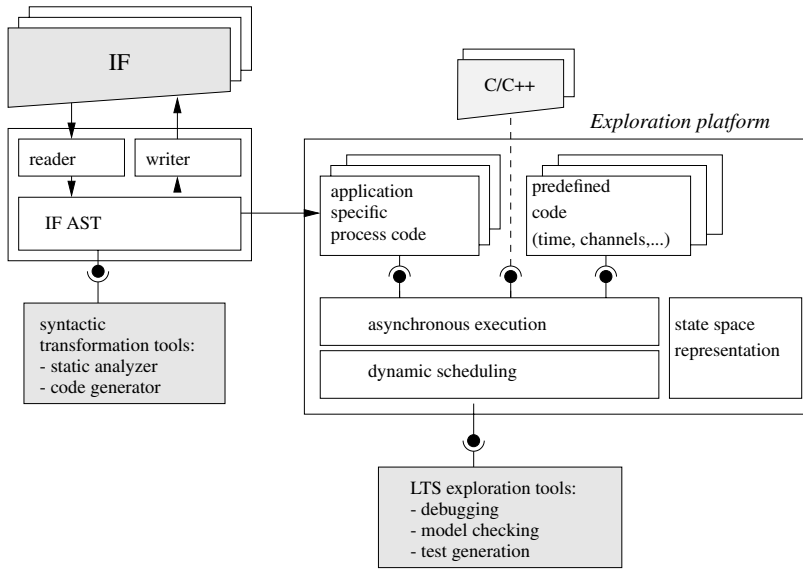 IF
C/C++
Exploration platform
reader
writer
IF AST
application
specific
process code
predefined
code
(time, channels,...)
syntactic
transformation tools:
- static analyzer
- code generator
asynchronous execution
dynamic scheduling
state space
representation
LTS exploration tools:
- debugging
- model checking
- test generation